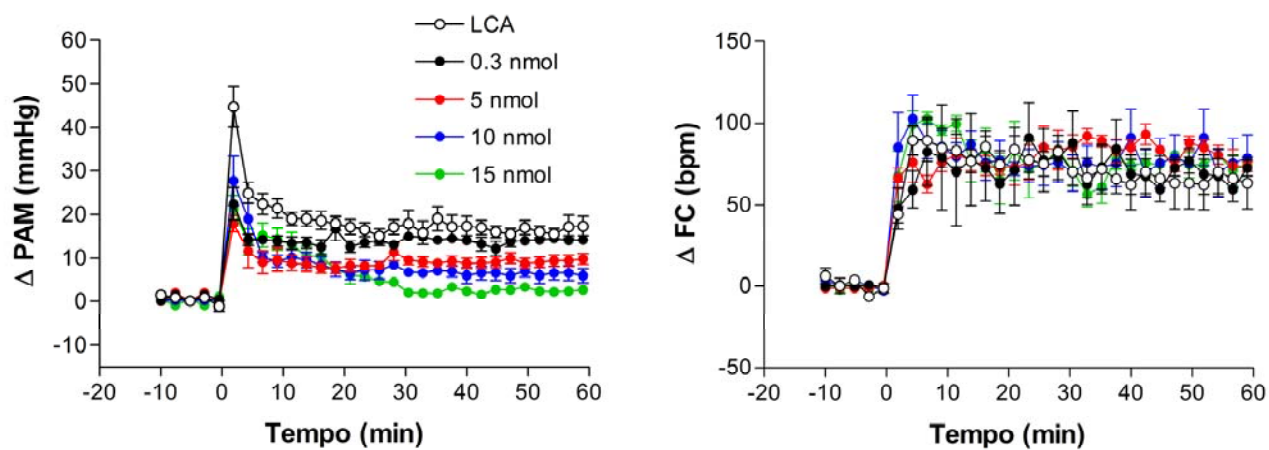 LCA
0.3 nmol
5 nmol
10 nmol
15 nmol
60
50
40
30
20
10
0
-10
Δ PAM (mmHg)
-20 -10 0 10 20 30 40 50 60
Tempo (min)
150
100
50
0
-50
Δ FC (bpm)
-20 -10 0 10 20 30 40 50 60
Tempo (min)